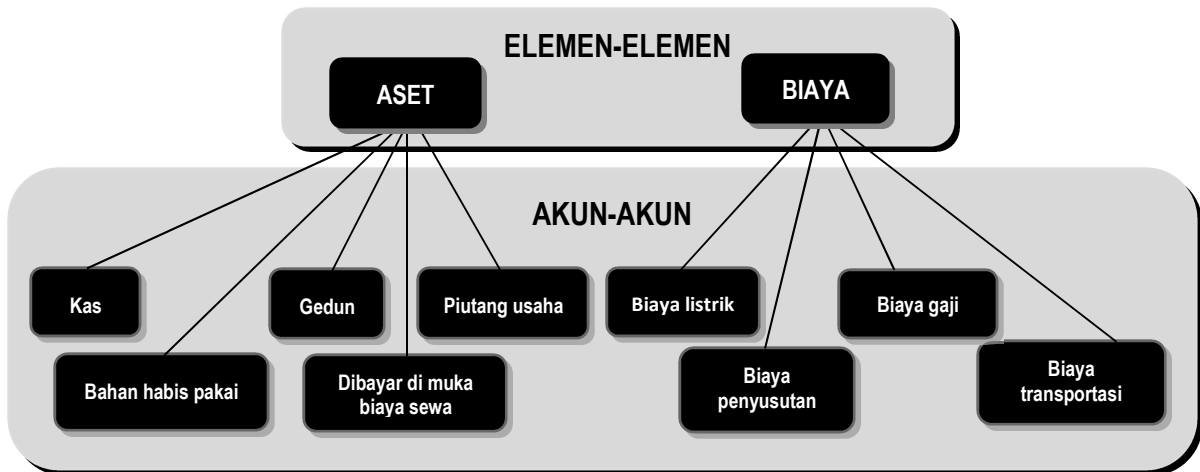 ELEMEN-ELEMEN
ASET
BIAYA
AKUN-AKUN
Kas
Gedun
Piutang usaha
Biaya listrik
Biaya gaji
Bahan habis pakai
Dibayar di muka
biaya sewa
Biaya
penyusutan
Biaya
transportasi